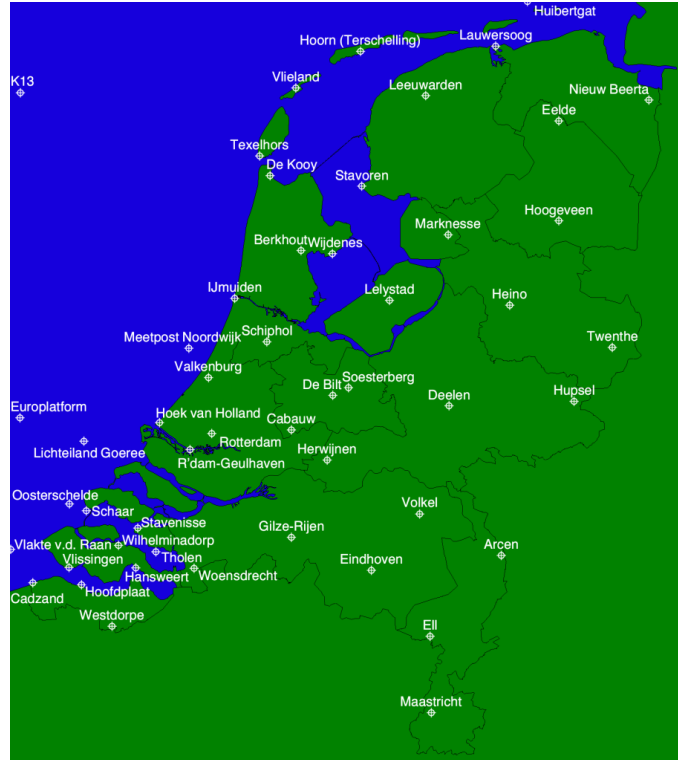 Huibertgat
Hoorn (Terschelling)
Lauwersoog
K13
Vlieland
Leeuwarden
Nieuw Beerta
Eelde
Texelhors
De Kooy
Stavoren
Hoogeveen
Marknesse
Berkhout
Wijdenes
IJmuiden
Lelystad
Heino
Schiphol
Meetpost Noordwijk
Twenthe
Valkenburg
De Bilt
Soesterberg
Deelen
Hupsel
Europlatform
Hoek van Holland
Cabauw
Rotterdam
Lichteiland Goeree
R'dam-Geulhaven
Herwijnen
Oosterschelde
Schaar
Volkel
Stavenisse
Gilze-Rijen
Vlakte v.d. Raan
Wilhelminadorp
Arcen
Tholen
Vlissingen
Eindhoven
Hansweert
Woensdrecht
Cadzand
Hoofdplaat
Westdorpe
Ell
Maastricht